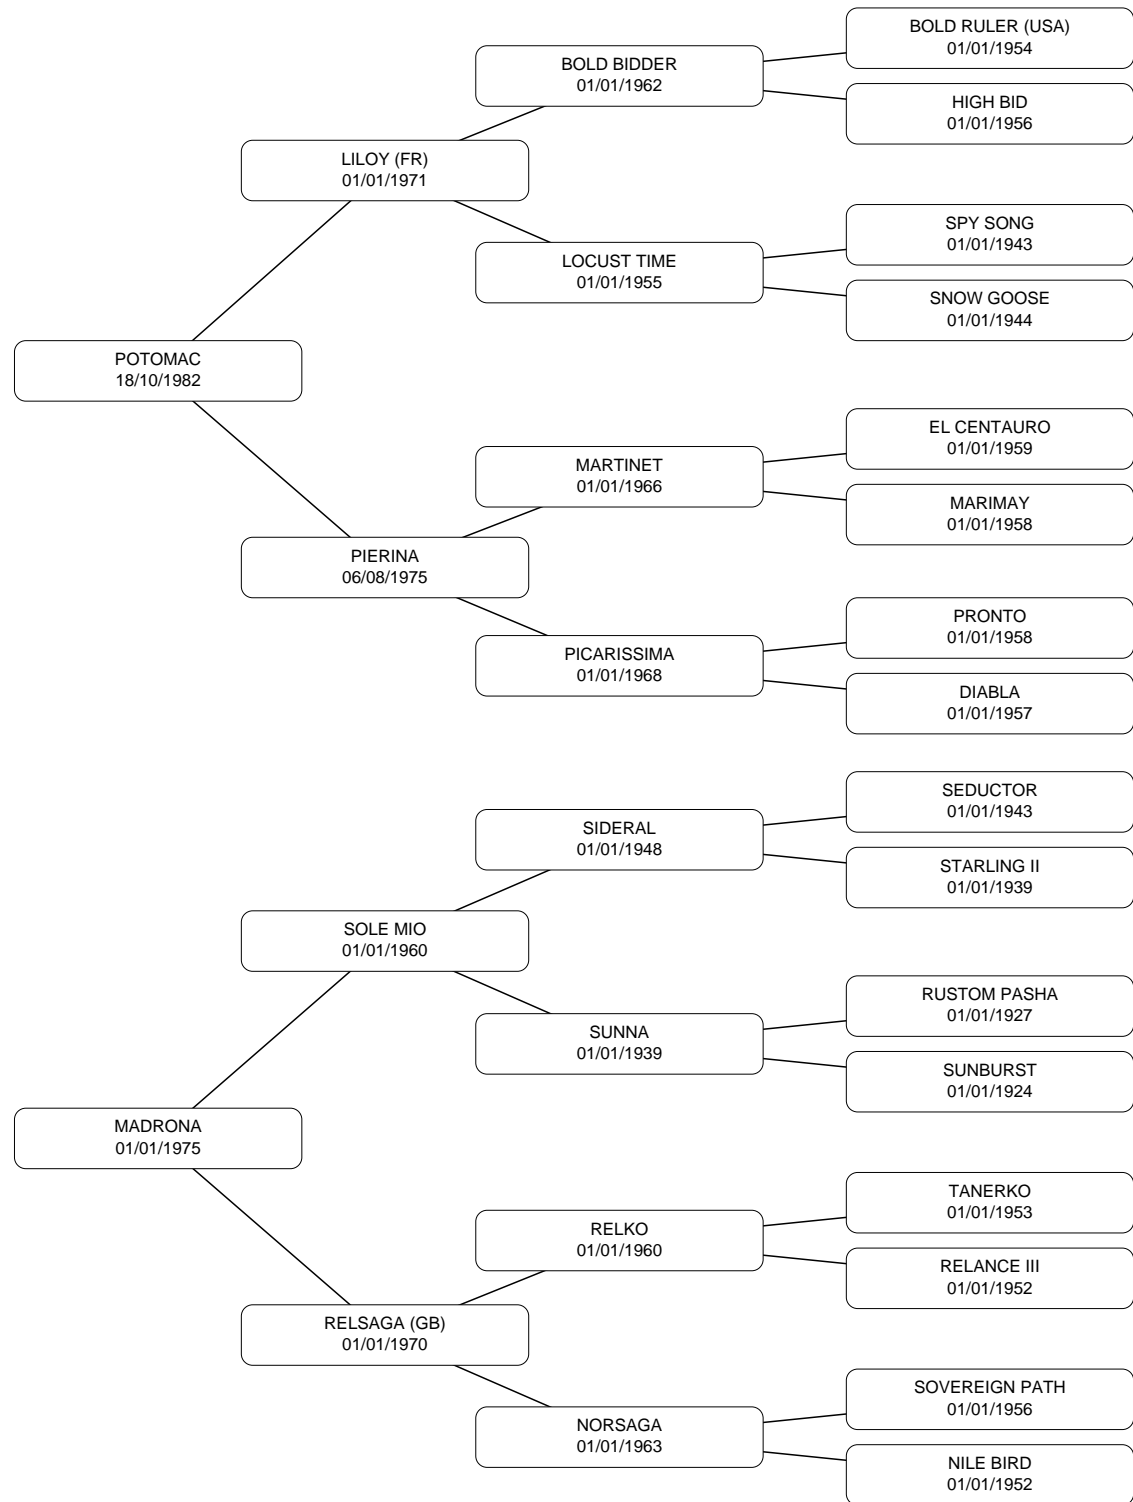 BOLD RULER (USA)
01/01/1954
BOLD BIDDER
01/01/1962
HIGH BID
01/01/1956
LILOY (FR)
01/01/1971
SPY SONG
01/01/1943
LOCUST TIME
01/01/1955
SNOW GOOSE
01/01/1944
POTOMAC
18/10/1982
EL CENTAURO
01/01/1959
MARTINET
01/01/1966
MARIMAY
01/01/1958
PIERINA
06/08/1975
PRONTO
01/01/1958
PICARISSIMA
01/01/1968
DIABLA
01/01/1957
SEDUCTOR
01/01/1943
SIDERAL
01/01/1948
STARLING II
01/01/1939
SOLE MIO
01/01/1960
RUSTOM PASHA
01/01/1927
SUNNA
01/01/1939
SUNBURST
01/01/1924
MADRONA
01/01/1975
TANERKO
01/01/1953
RELKO
01/01/1960
RELANCE III
01/01/1952
RELSAGA (GB)
01/01/1970
SOVEREIGN PATH
01/01/1956
NORSAGA
01/01/1963
NILE BIRD
01/01/1952